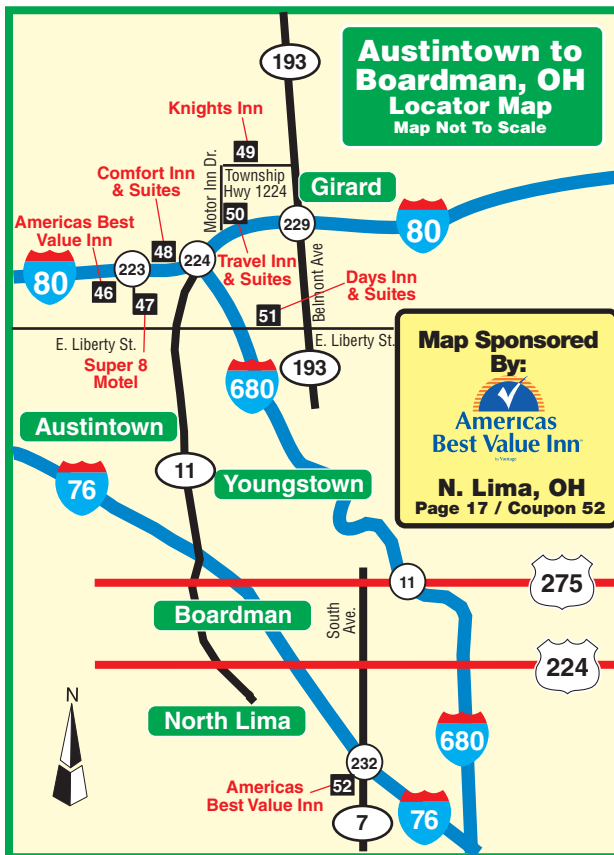 Austintown to
Boardman, OH
Locator Map
Map Not To Scale
193
Knights Inn
49
Motor Inn Dr.
Township
Hwy 1224
Girard
Comfort Inn
& Suites
50
229
80
Americas Best
Value Inn
48
224
Travel Inn
& Suites
Belmont Ave
223
80
46
47
Days Inn
& Suites
51
E. Liberty St.
E. Liberty St.
Super 8
Motel
193
680
Map Sponsored
By:
Americas
Best Value Inn
by Vantage
N. Lima, OH
Page 17 / Coupon 52
Austintown
11
76
Youngstown
11
275
Boardman
South
Ave.
224
N
North Lima
680
232
52
Americas
Best Value Inn
7
76